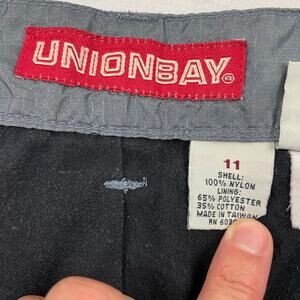 UNIONBAY®
11
SHELL:
100% NYLON
LINING:
65% POLYESTER
35% COTTON
MADE IN TAIWAN
RN